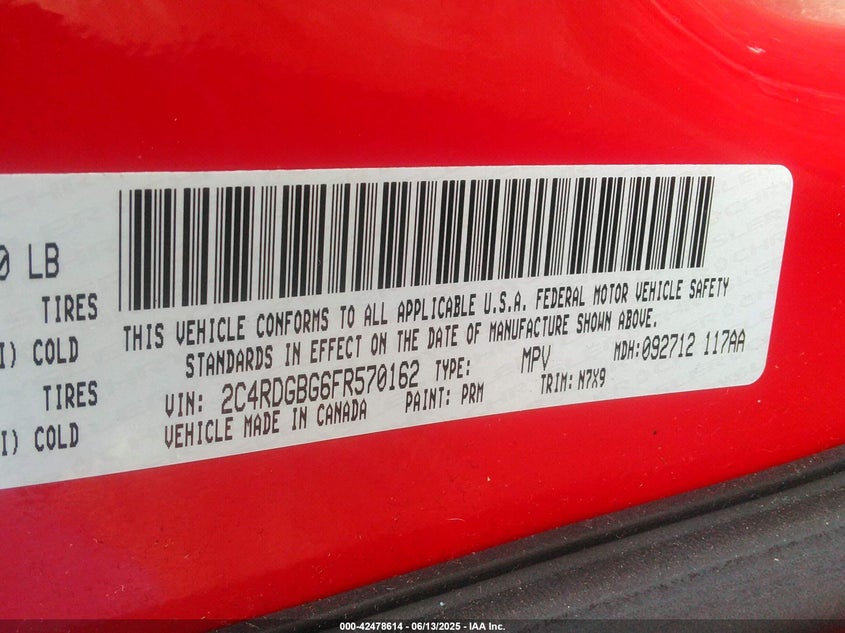 0 LB
TIRES
I) COLD
TIRES
I) COLD
THIS VEHICLE CONFORMS TO ALL APPLICABLE U.S.A. FEDERAL MOTOR VEHICLE SAFETY
STANDARDS IN EFFECT ON THE DATE OF MANUFACTURE SHOWN ABOVE.
VIN: 2C4RDGBG6FR570162 TYPE: MPV MDH:092712 117AA
VEHICLE MADE IN CANADA PAINT: PRM TRIM: N7X9
000-42478614 - 06/13/2025 - IAA Inc.